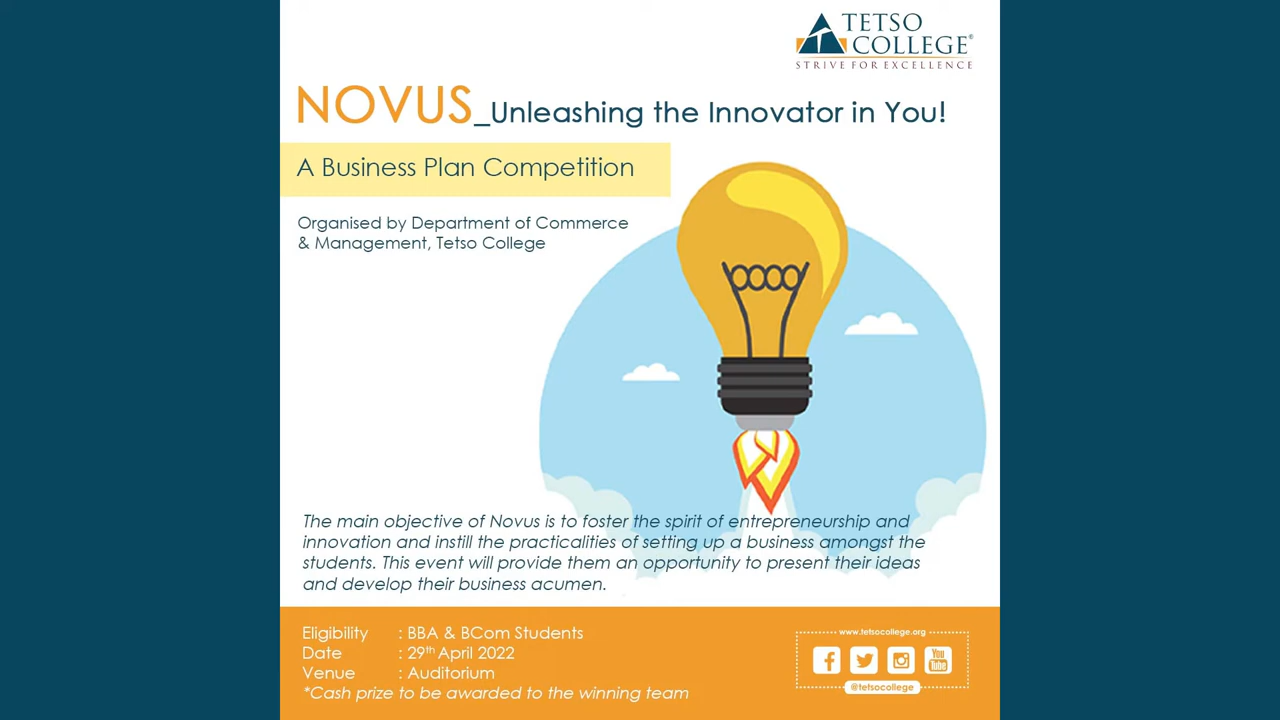 TETSO
COLLEGE®
STRIVE FOR EXCELLENCE
NOVUS_Unleashing the Innovator in You!
A Business Plan Competition
Organised by Department of Commerce
& Management, Tetso College
The main objective of Novus is to foster the spirit of entrepreneurship and
innovation and instill the practicalities of setting up a business amongst the
students. This event will provide them an opportunity to present their ideas
and develop their business acumen.
Eligibility : BBA & BCom Students
Date : 29th April 2022
Venue : Auditorium
*Cash prize to be awarded to the winning team
www.tetsocollege.org
You
Tube
@tetsocollege